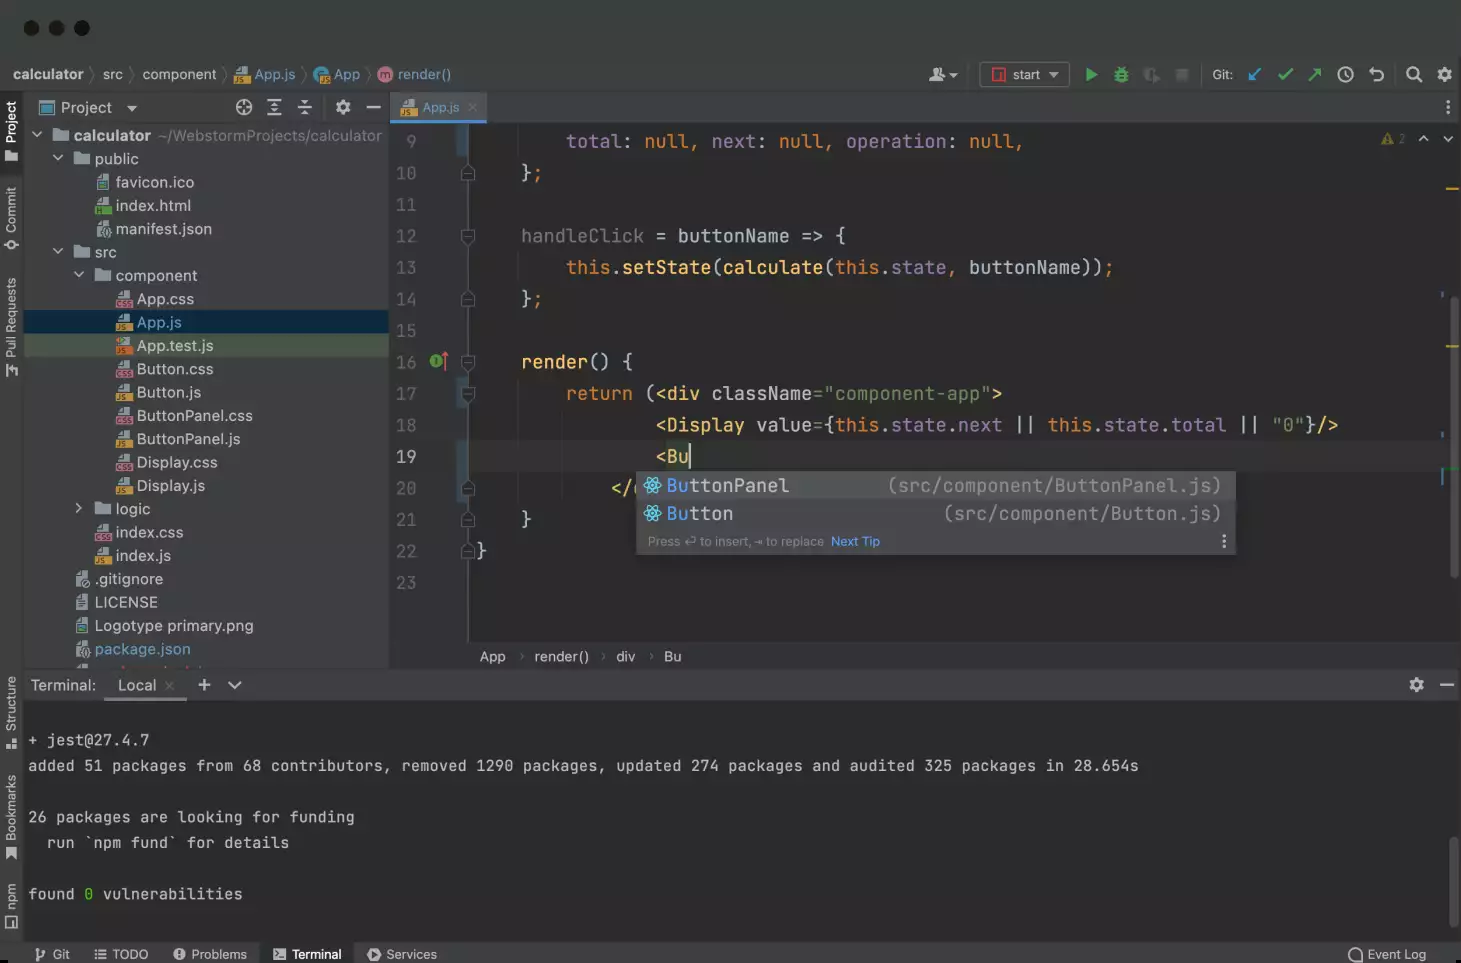 calculator src component App.js App render() start Git:
Project
App.js
calculator ~/WebstormProjects/calculator
public
favicon.ico
index.html
manifest.json
src
component
App.css
App.js
App.test.js
Button.css
Button.js
ButtonPanel.css
ButtonPanel.js
Display.css
Display.js
logic
index.css
index.js
.gitignore
LICENSE
Logotype primary.png
package.json
Project
Commit
Pull Requests
Structure
Bookmarks
npm
2
9 total: null, next: null, operation: null,
10 };
11
12 handleClick = buttonName => {
13 this.setState(calculate(this.state, buttonName));
14 };
15
16 render() {
17 return (<div className="component-app">
18 <Display value={this.state.next || this.state.total || "0"}/>
19 <Bu
20 </
21 }
22 }
23
ButtonPanel (src/component/ButtonPanel.js)
Button (src/component/Button.js)
Press ⏎ to insert, ⇥ to replace Next Tip
App render() div Bu
Terminal: Local
+ jest@27.4.7
added 51 packages from 68 contributors, removed 1290 packages, updated 274 packages and audited 325 packages in 28.654s
26 packages are looking for funding
run `npm fund` for details
found 0 vulnerabilities
Git TODO Problems Terminal Services Event Log